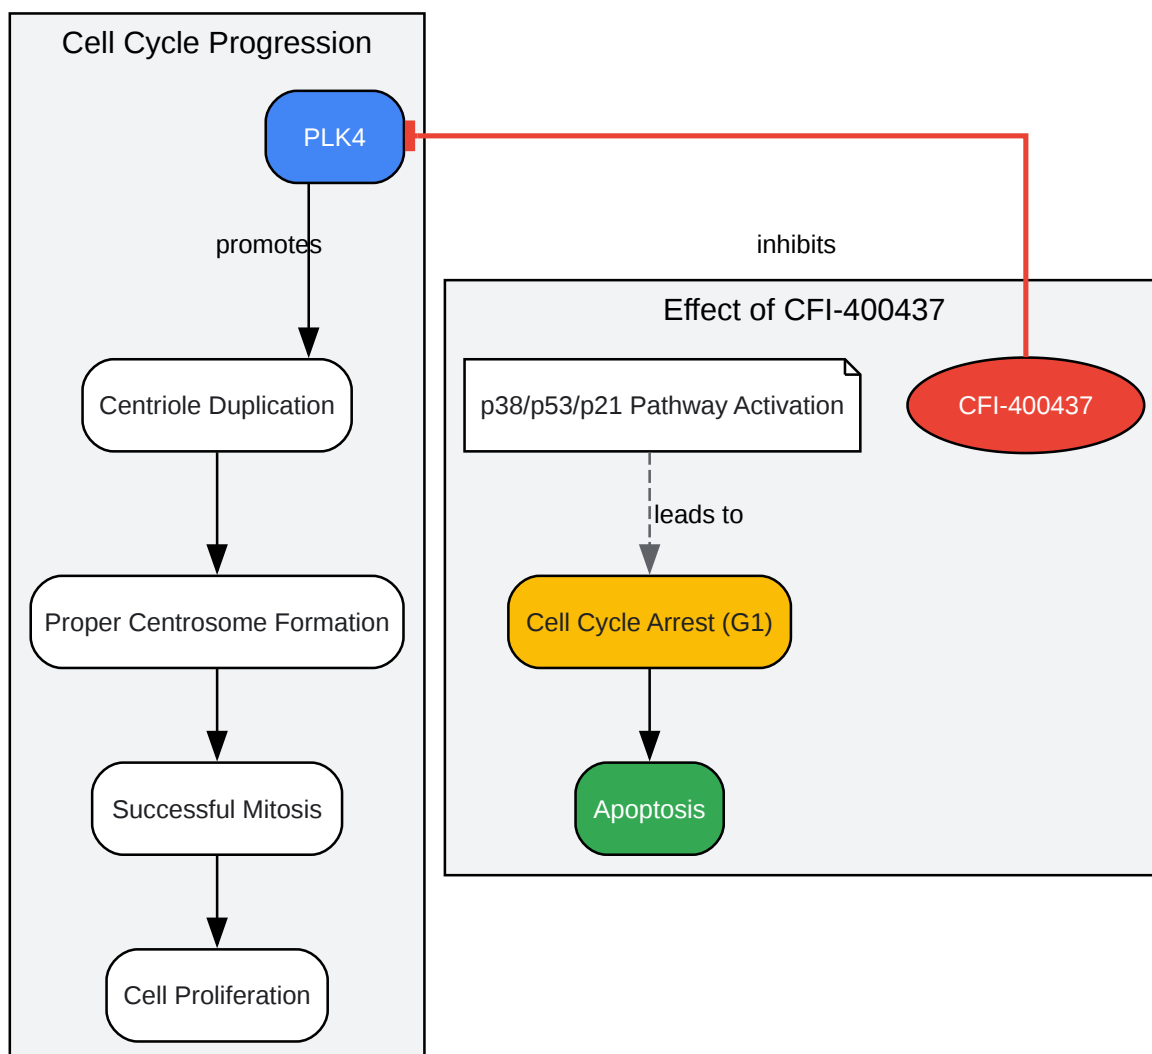 Cell Cycle Progression
PLK4
promotes
Centriole Duplication
Proper Centrosome Formation
Successful Mitosis
Cell Proliferation
inhibits
Effect of CFI-400437
p38/p53/p21 Pathway Activation
CFI-400437
leads to
Cell Cycle Arrest (G1)
Apoptosis